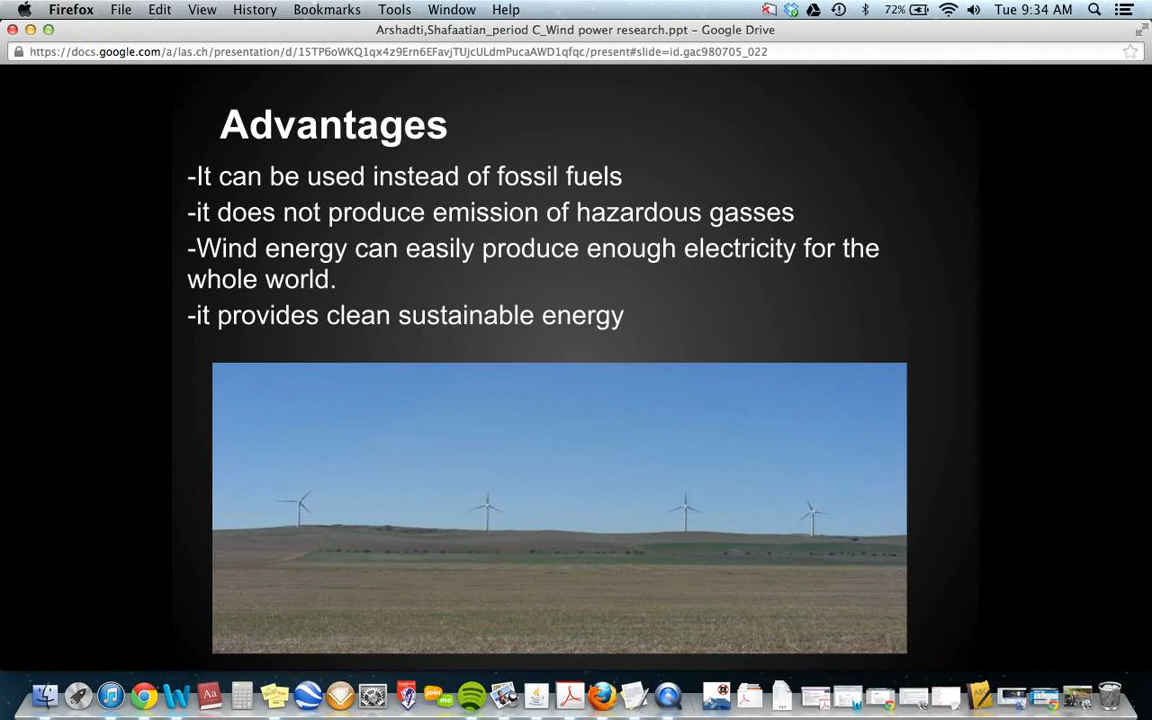 Firefox File Edit View History Bookmarks Tools Window Help 72% Tue 9:34 AM
Arshadti,Shafaatian_period C_Wind power research.ppt – Google Drive
https://docs.google.com/a/las.ch/presentation/d/15TP6oWKQ1qx4z9Ern6EFavjTUjcULdmPucaAWD1qfqc/present#slide=id.gac980705_022
Advantages
-It can be used instead of fossil fuels
-it does not produce emission of hazardous gasses
-Wind energy can easily produce enough electricity for the
whole world.
-it provides clean sustainable energy
Aa
join me